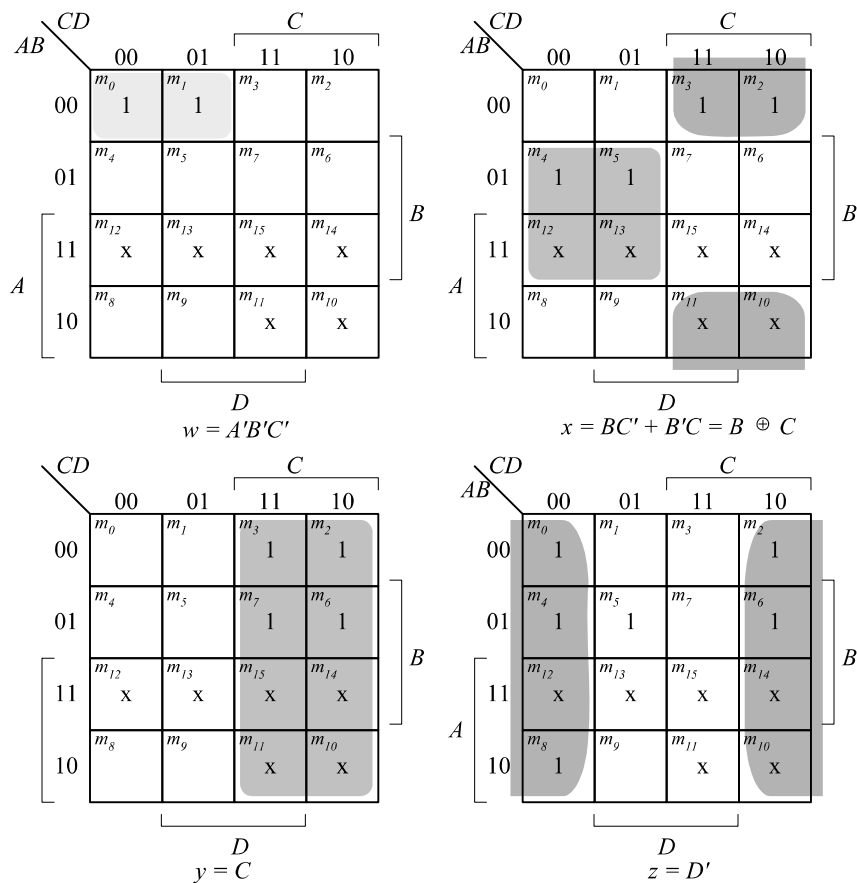 CD
C
AB
00 01 11 10
m0 m1 m3 m2
00 1 1
m4 m5 m7 m6
01
B
m12 m13 m15 m14
11 x x x x
A
m8 m9 m11 m10
10 x x
D
w = A'B'C'
CD
C
AB
00 01 11 10
m0 m1 m3 m2
00 1 1
m4 m5 m7 m6
01 1 1
B
m12 m13 m15 m14
11 x x x x
A
m8 m9 m11 m10
10 x x
D
x = BC' + B'C = B ⊕ C
CD
C
00 01 11 10
m0 m1 m3 m2
00 1 1
m4 m5 m7 m6
01 1 1
B
m12 m13 m15 m14
11 x x x x
m8 m9 m11 m10
10 x x
D
y = C
CD
C
AB
00 01 11 10
m0 m1 m3 m2
00 1 1
m4 m5 m7 m6
01 1 1 1
B
m12 m13 m15 m14
11 x x x x
A
m8 m9 m11 m10
10 1 x x
D
z = D'